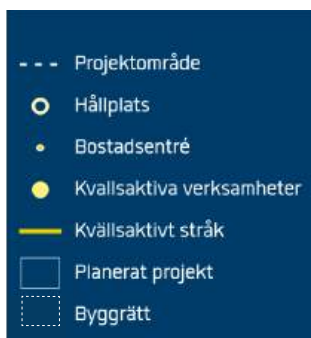 Projektområde
Hållplats
Bostadsentré
Kvallsaktiva verksamheter
Kvällsaktivt stråk
Planerat projekt
Byggrätt